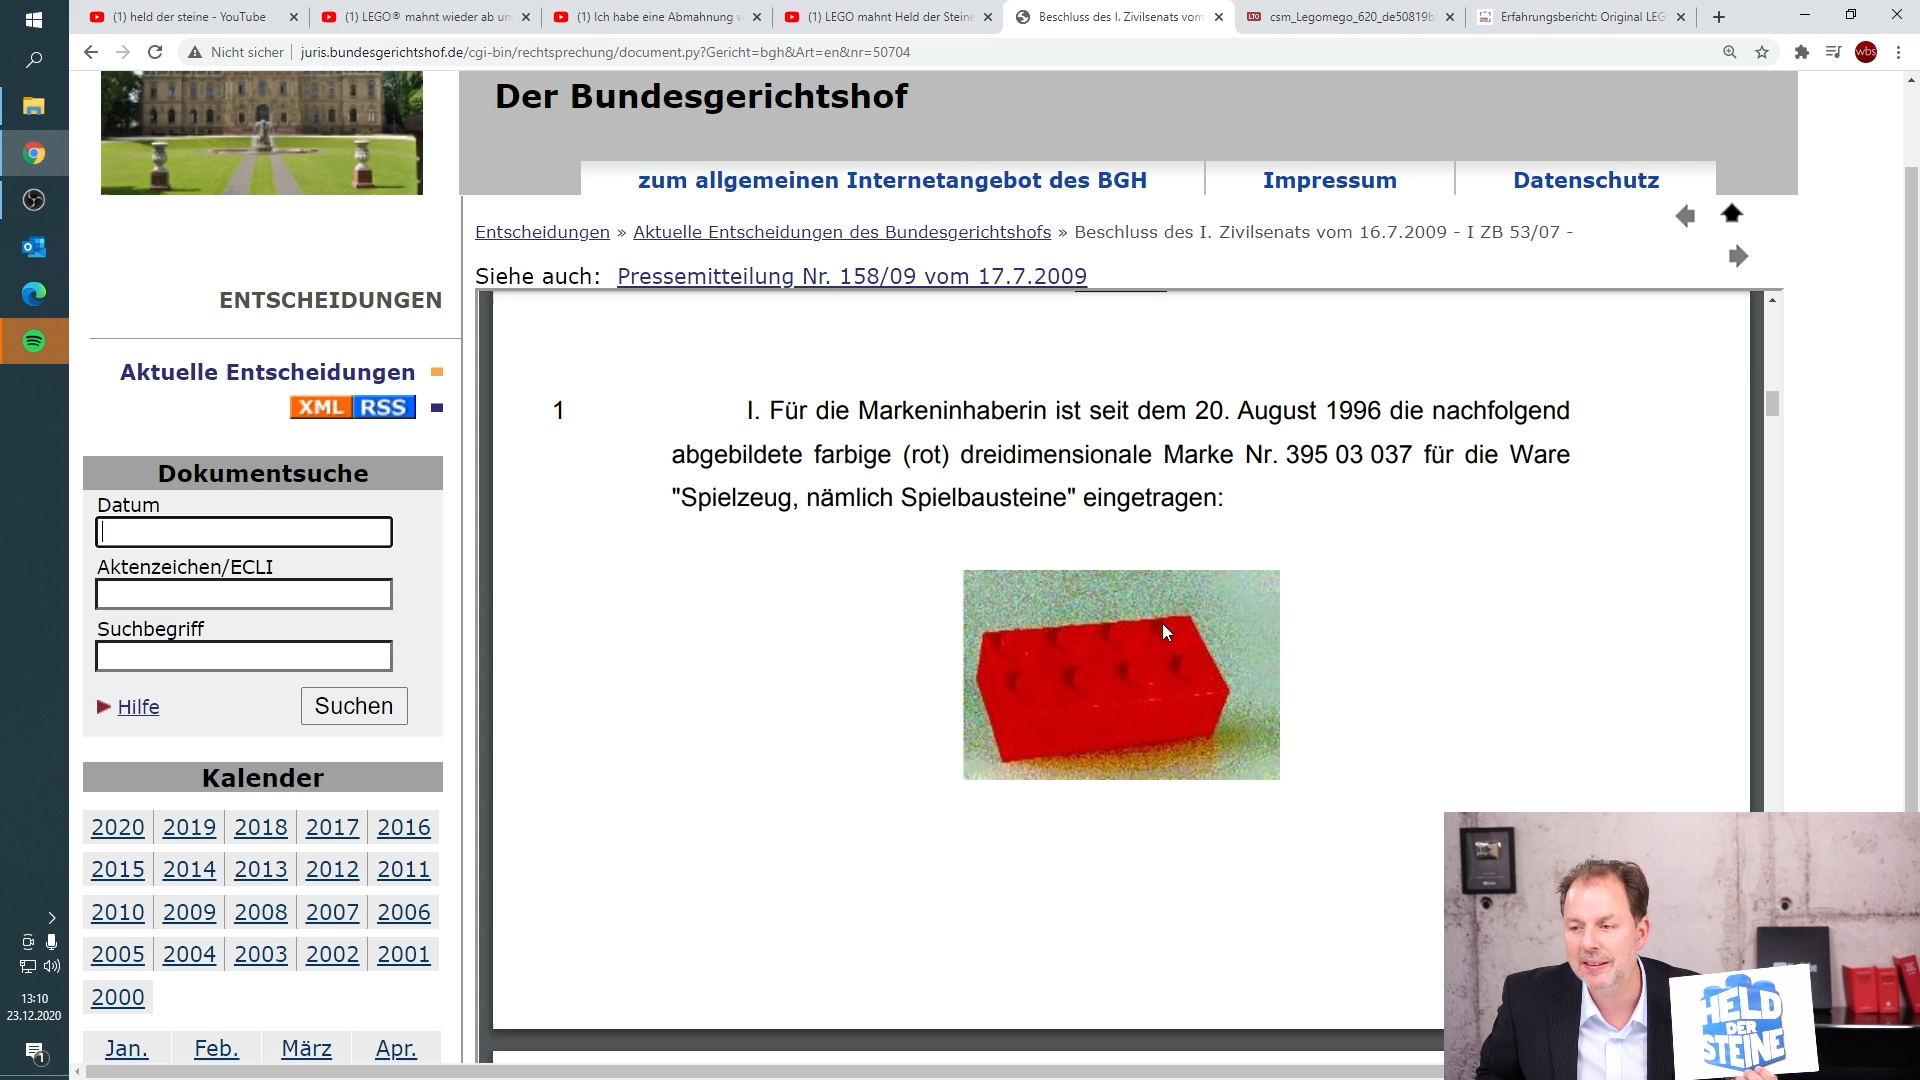 (1) held der steine - YouTube
(1) LEGO® mahnt wieder ab un
(1) Ich habe eine Abmahnung v
(1) LEGO mahnt Held der Steine
Beschluss des I. Zivilsenats vom
LTO
csm_Legomego_620_de50819b
Erfahrungsbericht: Original LEG
Nicht sicher
juris.bundesgerichtshof.de/cgi-bin/rechtsprechung/document.py?Gericht=bgh&Art=en&nr=50704
wbs
Der Bundesgerichtshof
zum allgemeinen Internetangebot des BGH
Impressum
Datenschutz
Entscheidungen » Aktuelle Entscheidungen des Bundesgerichtshofs » Beschluss des I. Zivilsenats vom 16.7.2009 - I ZB 53/07 -
Siehe auch: Pressemitteilung Nr. 158/09 vom 17.7.2009
ENTSCHEIDUNGEN
Aktuelle Entscheidungen
XML RSS
Dokumentsuche
Datum
Aktenzeichen/ECLI
Suchbegriff
Hilfe
Suchen
Kalender
2020 2019 2018 2017 2016
2015 2014 2013 2012 2011
2010 2009 2008 2007 2006
2005 2004 2003 2002 2001
2000
Jan. Feb. März Apr.
1 I. Für die Markeninhaberin ist seit dem 20. August 1996 die nachfolgend
abgebildete farbige (rot) dreidimensionale Marke Nr. 395 03 037 für die Ware
"Spielzeug, nämlich Spielbausteine" eingetragen:
HELD
DER
STEINE
13:10
23.12.2020
1